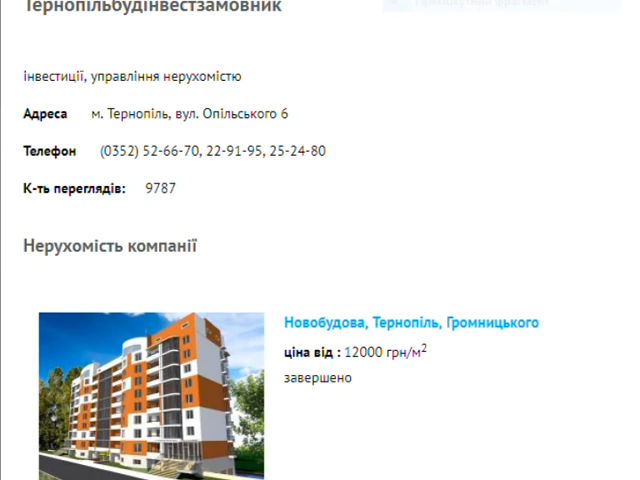 Тернопільбудінвестзамовник
інвестиції, управління нерухомістю
Адреса м. Тернопіль, вул. Опільського 6
Телефон (0352) 52-66-70, 22-91-95, 25-24-80
К-ть переглядів: 9787
Нерухомість компанії
Новобудова, Тернопіль, Громницького
ціна від : 12000 грн/м²
завершено